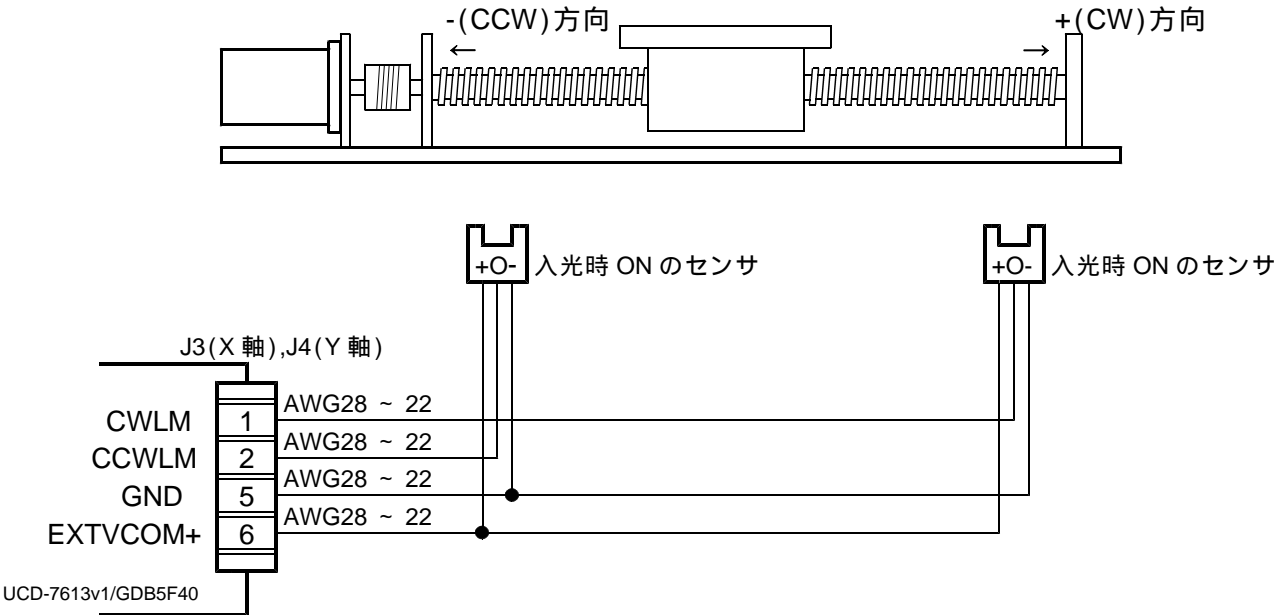 -(CCW)方向
+(CW)方向
←
→
+O- 入光時 ON のセンサ
+O- 入光時 ON のセンサ
J3(X 軸),J4(Y 軸)
CWLM 1 AWG28 ~ 22
CCWLM 2 AWG28 ~ 22
GND 5 AWG28 ~ 22
EXTVCOM+ 6 AWG28 ~ 22
UCD-7613v1/GDB5F40